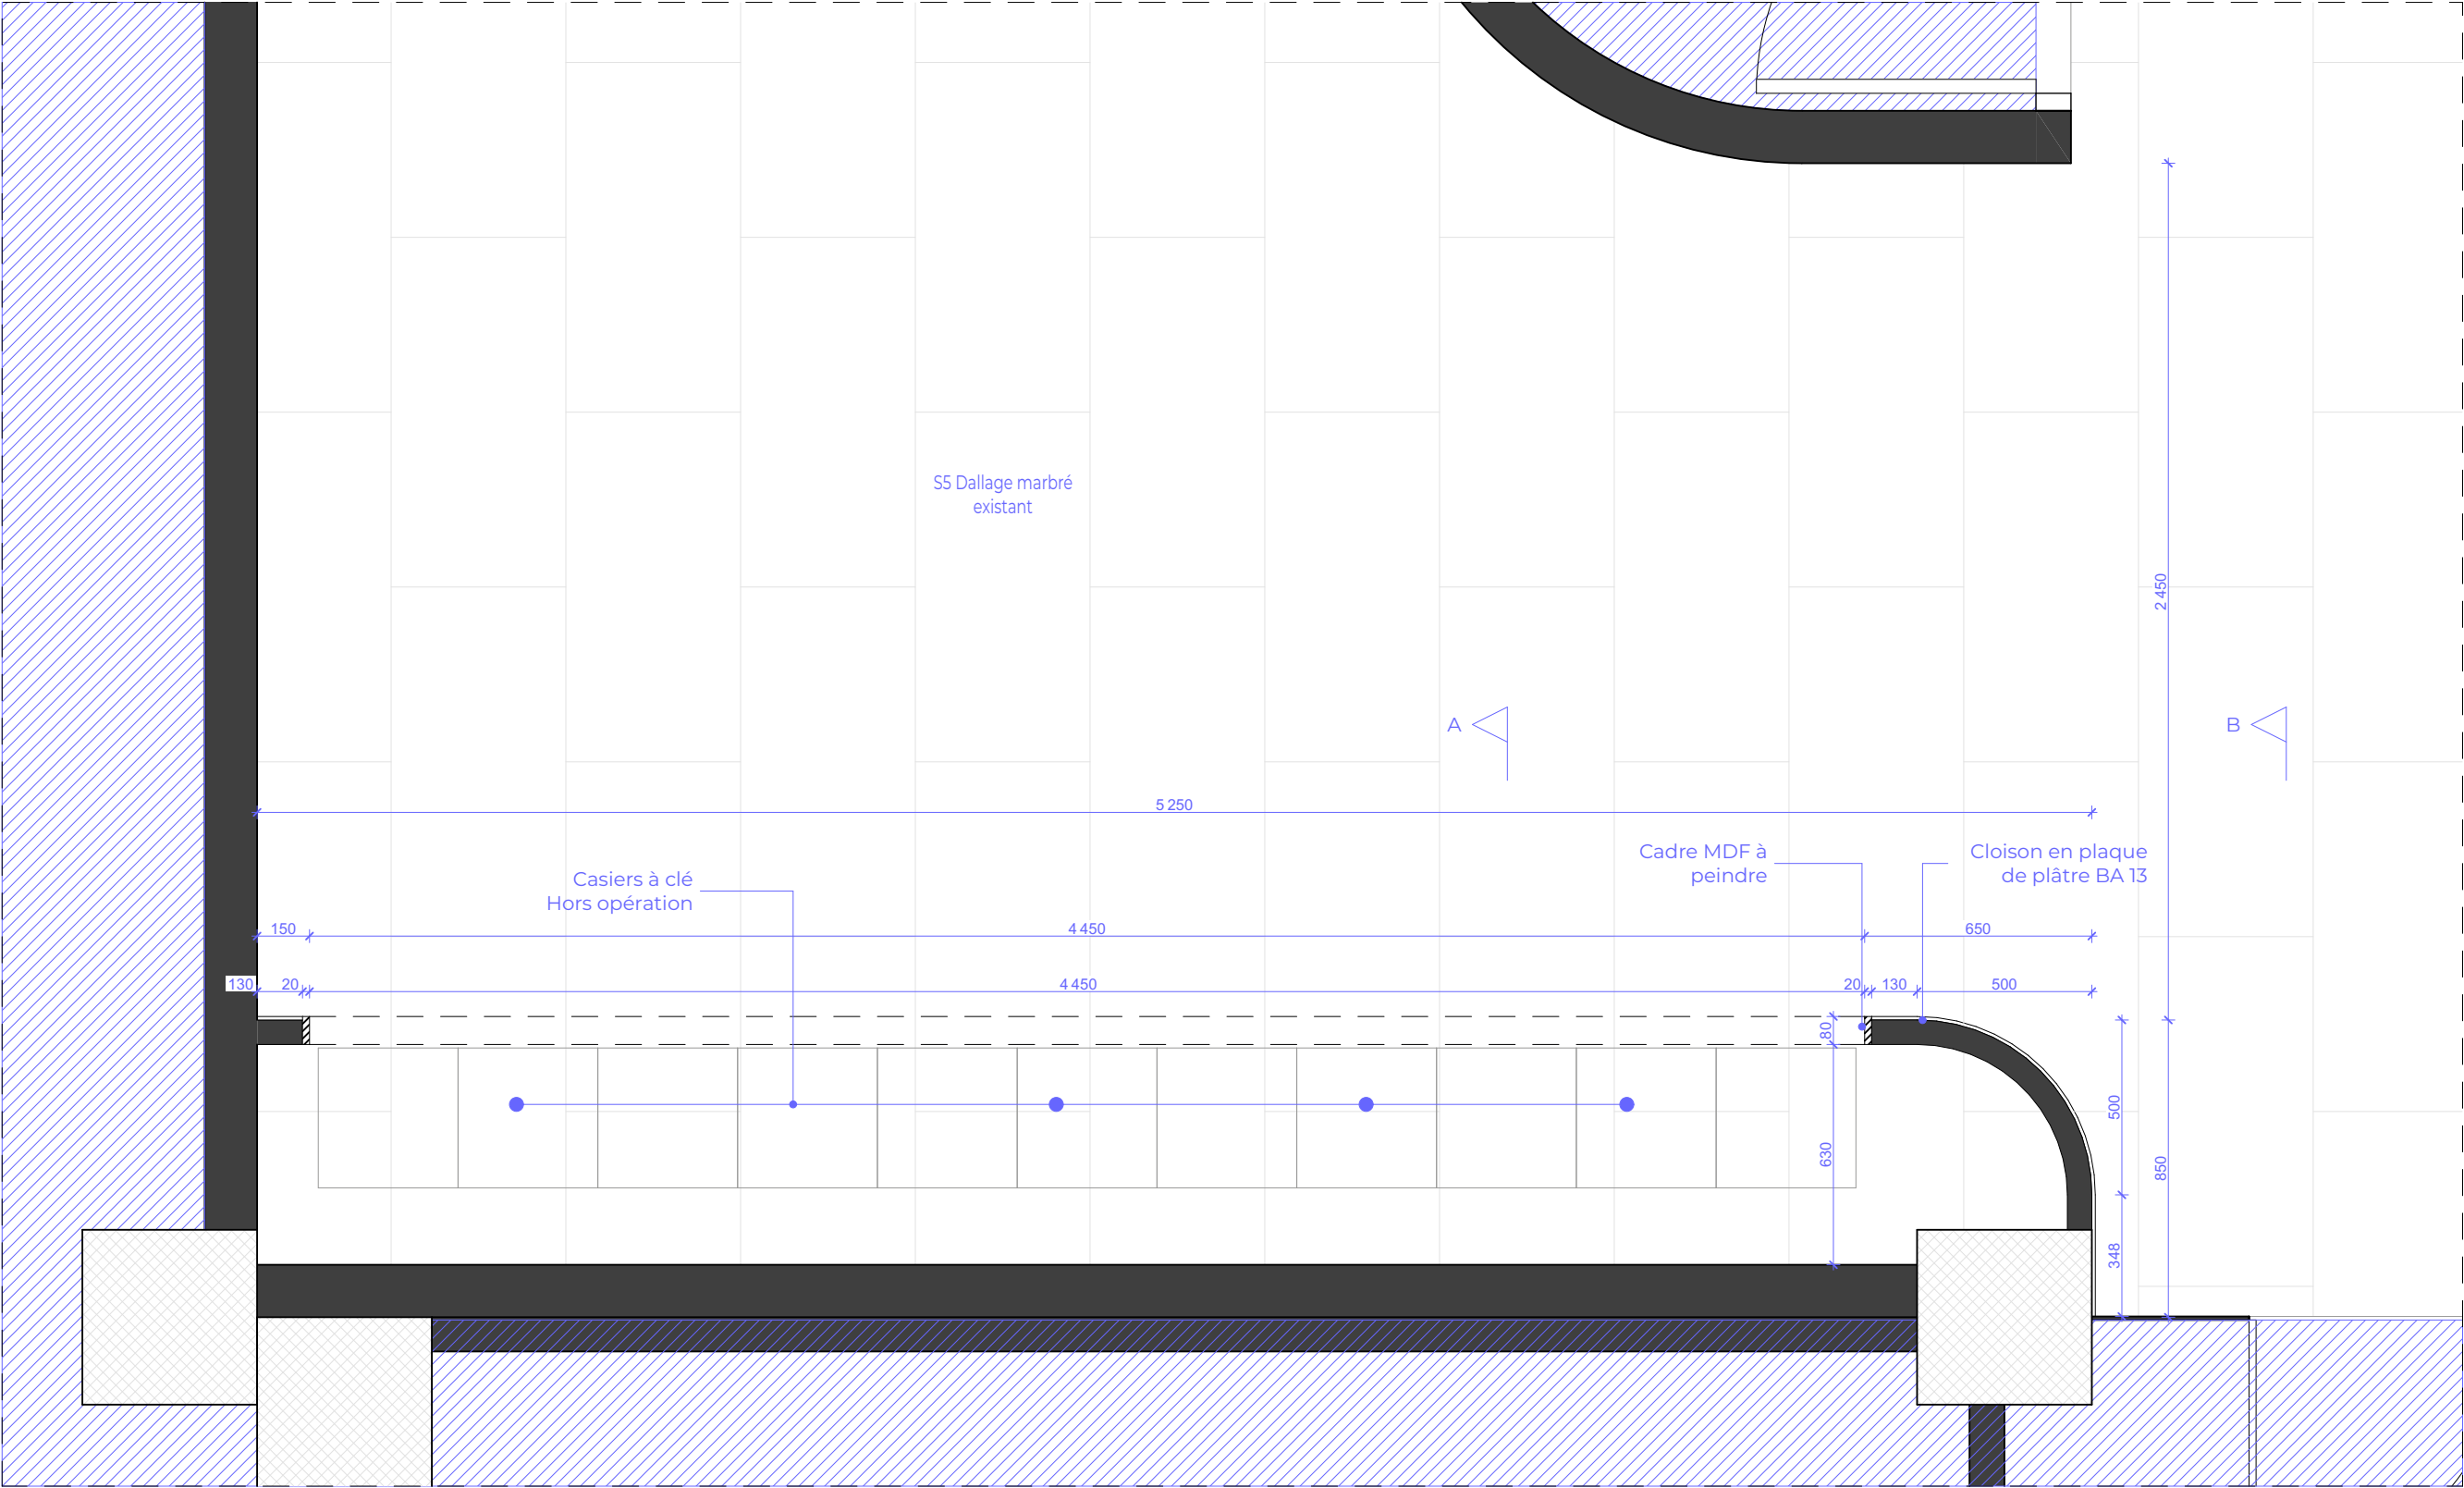 S5 Dallage marbré
existant
2 450
A
B
5 250
Cadre MDF à
peindre
Cloison en plaque
de plâtre BA 13
Casiers à clé
Hors opération
150
4 450
650
130
20
4 450
20
130
500
80
500
630
850
348